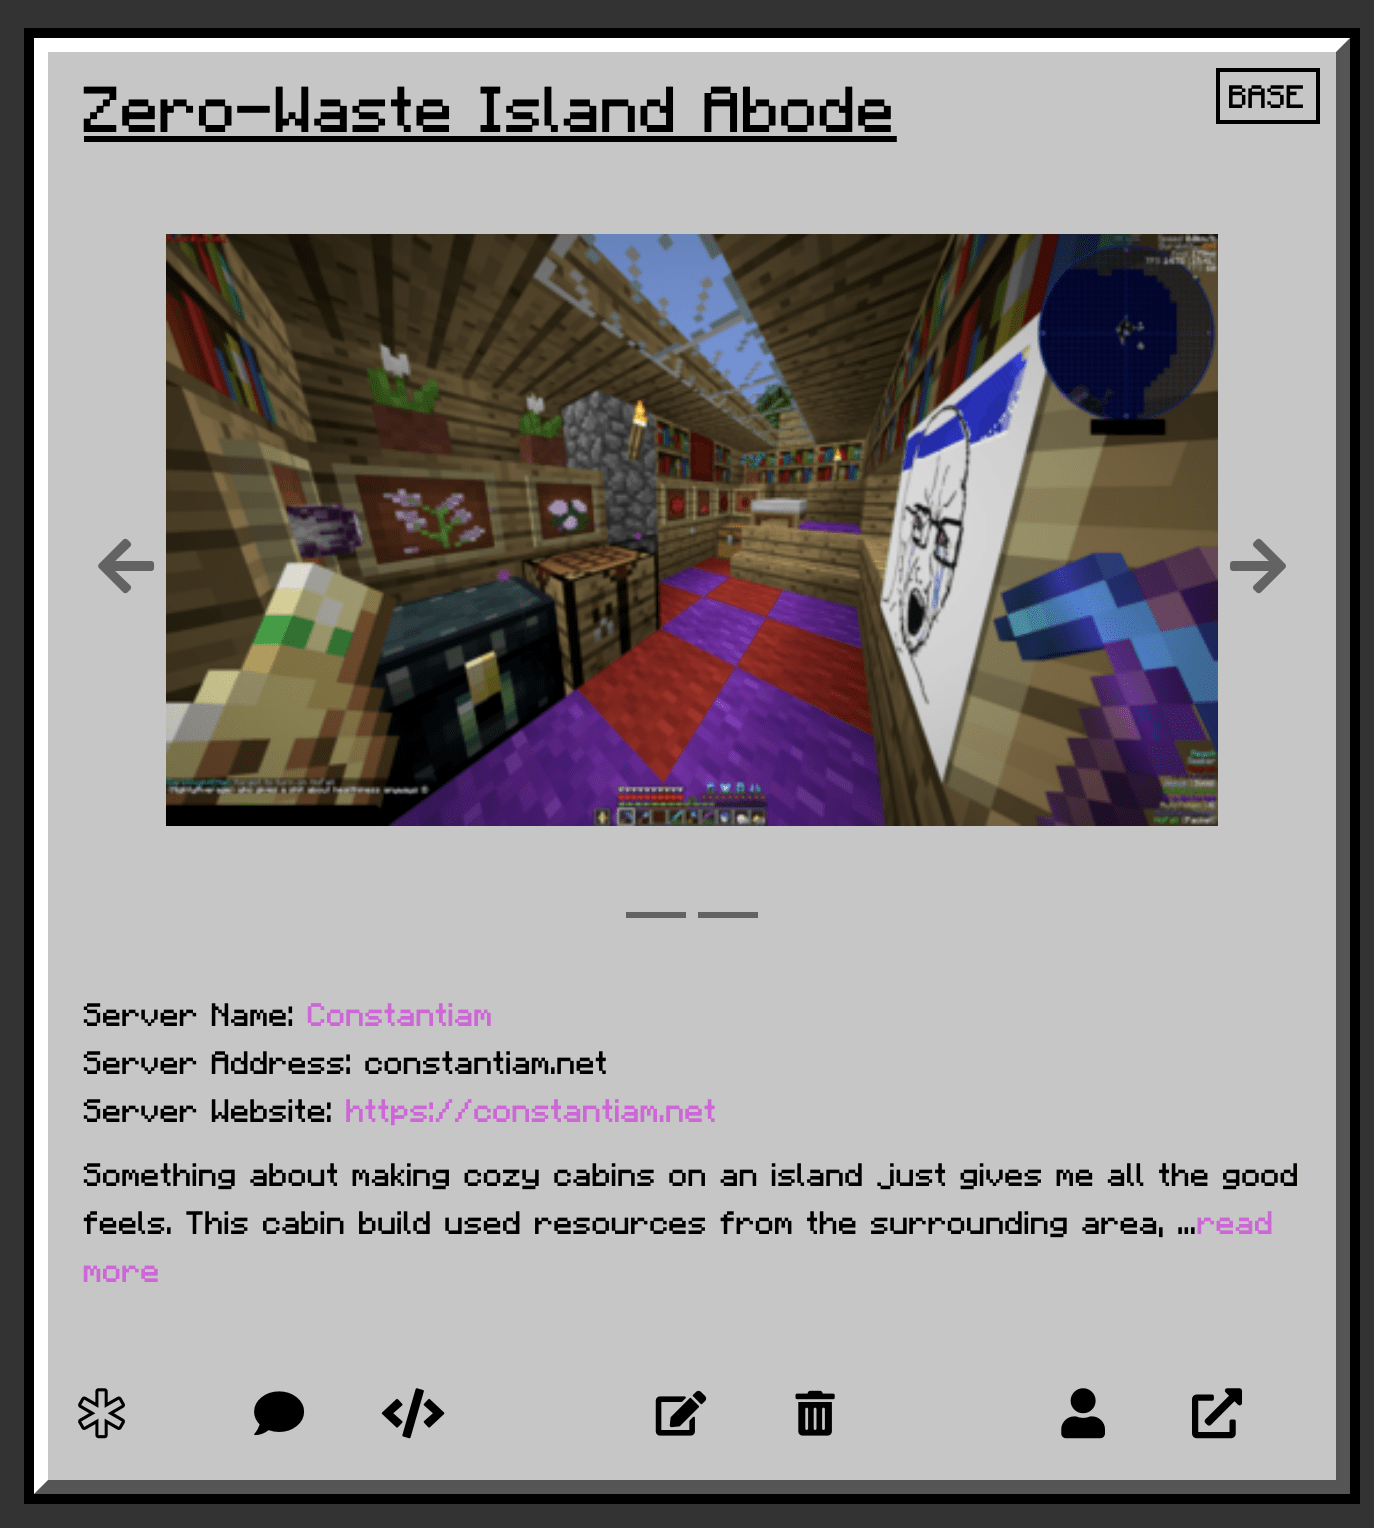 Zero-Waste Island Abode
BASE
Server Name: Constantiam
Server Address: constantiam.net
Server Website: https://constantiam.net
Something about making cozy cabins on an island just gives me all the good
feels. This cabin build used resources from the surrounding area, ...read
more